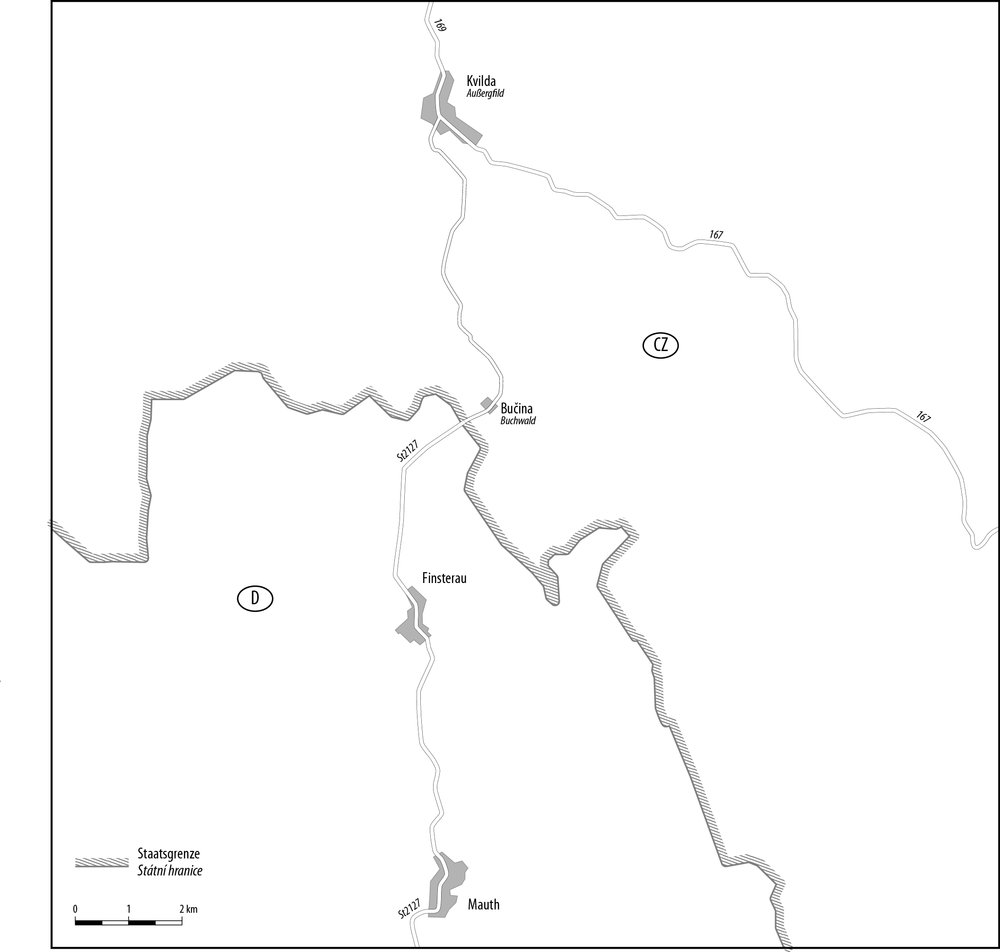 169
Kvilda
Außergfild
167
CZ
Bučina
Buchwald
167
St2127
Finsterau
D
Staatsgrenze
Státní hranice
St2127
Mauth
0 1 2 km